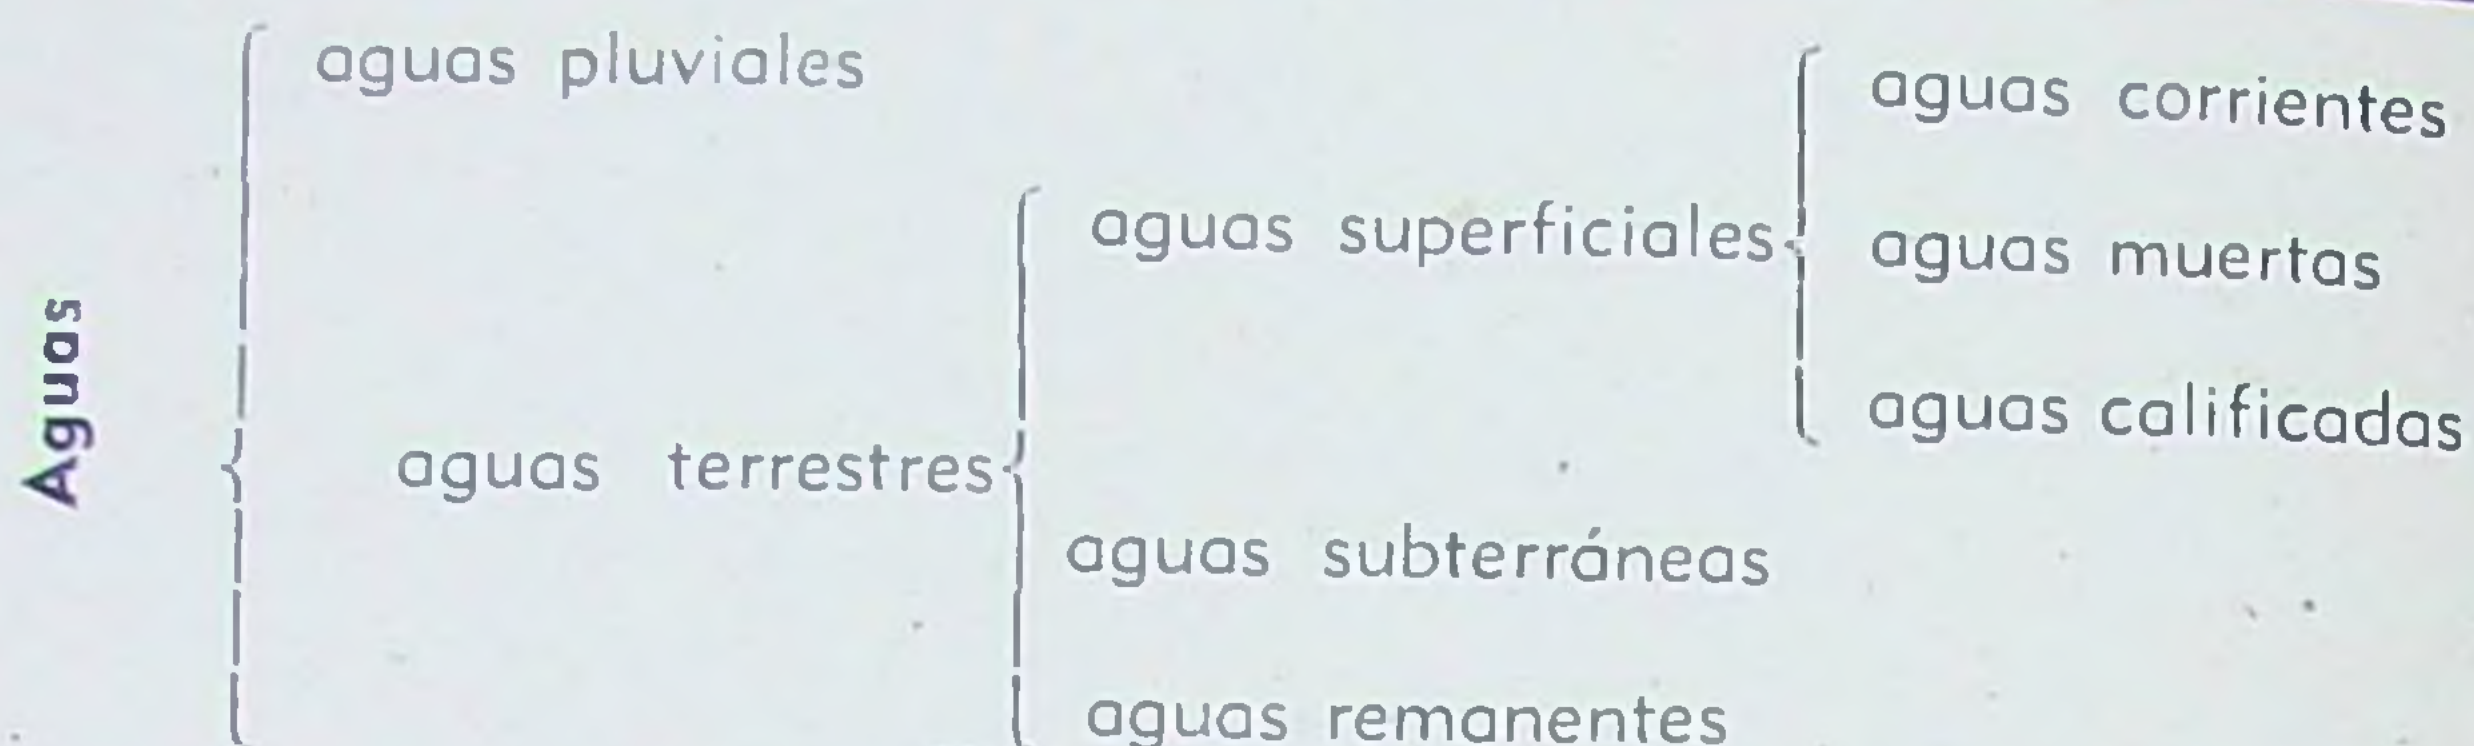 Aguas
aguas pluviales
aguas terrestres
aguas superficiales
aguas corrientes
aguas muertas
aguas calificadas
aguas subterráneas
aguas remanentes